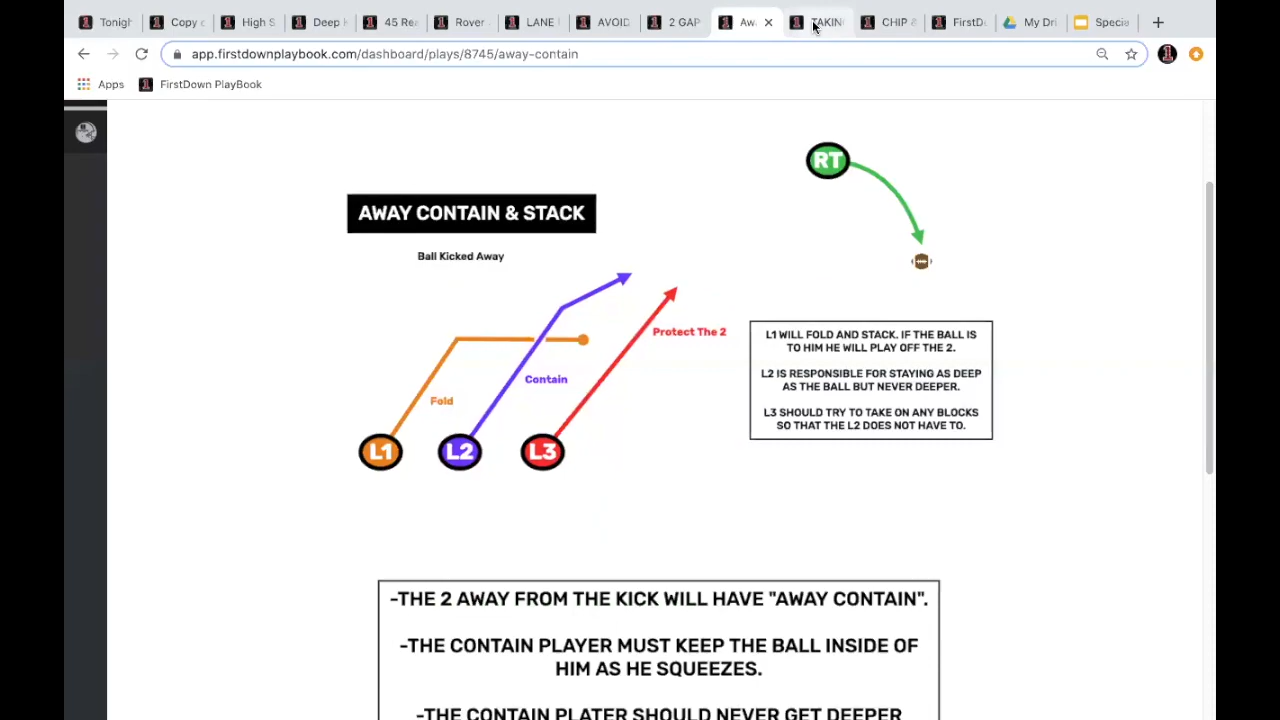 Tonigh
Copy o
High S
Deep K
45 Rea
Rover
LANE
AVOID
2 GAP
Aw
TAKIN
CHIP &
FirstDo
My Dri
Specia
app.firstdownplaybook.com/dashboard/plays/8745/away-contain
Apps
FirstDown PlayBook
RT
AWAY CONTAIN & STACK
Ball Kicked Away
Protect The 2
Contain
Fold
L1 WILL FOLD AND STACK. IF THE BALL IS
TO HIM HE WILL PLAY OFF THE 2.
L2 IS RESPONSIBLE FOR STAYING AS DEEP
AS THE BALL BUT NEVER DEEPER.
L3 SHOULD TRY TO TAKE ON ANY BLOCKS
SO THAT THE L2 DOES NOT HAVE TO.
L1
L2
L3
-THE 2 AWAY FROM THE KICK WILL HAVE "AWAY CONTAIN".
-THE CONTAIN PLAYER MUST KEEP THE BALL INSIDE OF
HIM AS HE SQUEEZES.
-THE CONTAIN PLATER SHOULD NEVER GET DEEPER